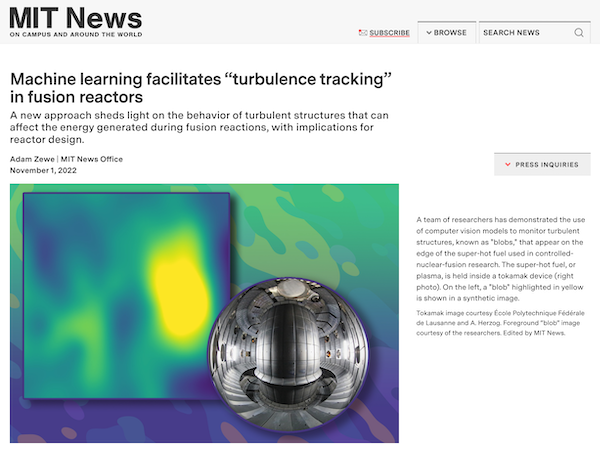 MIT News
ON CAMPUS AND AROUND THE WORLD
SUBSCRIBE
BROWSE
SEARCH NEWS
Machine learning facilitates “turbulence tracking”
in fusion reactors
A new approach sheds light on the behavior of turbulent structures that can
affect the energy generated during fusion reactions, with implications for
reactor design.
Adam Zewe | MIT News Office
November 1, 2022
PRESS INQUIRIES
A team of researchers has demonstrated the use
of computer vision models to monitor turbulent
structures, known as "blobs," that appear on the
edge of the super-hot fuel used in controlled-
nuclear-fusion research. The super-hot fuel, or
plasma, is held inside a tokamak device (right
photo). On the left, a "blob" highlighted in yellow
is shown in a synthetic image.
Tokamak image courtesy École Polytechnique Fédérale
de Lausanne and A. Herzog. Foreground "blob" image
courtesy of the researchers. Edited by MIT News.